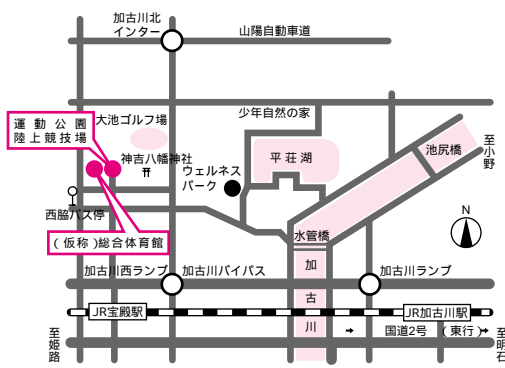 加古川北
インター
山陽自動車道
運動公園
陸上競技場
大池ゴルフ場
少年自然の家
神吉八幡神社
ウェルネス
パーク
平荘湖
池尻橋
至小野
西脇バス停
(仮称)総合体育館
水管橋
N
加古川西ランプ
加古川バイパス
加古川
加古川ランプ
JR宝殿駅
JR加古川駅
至姫路
→ 国道2号 (東行)→
至明石